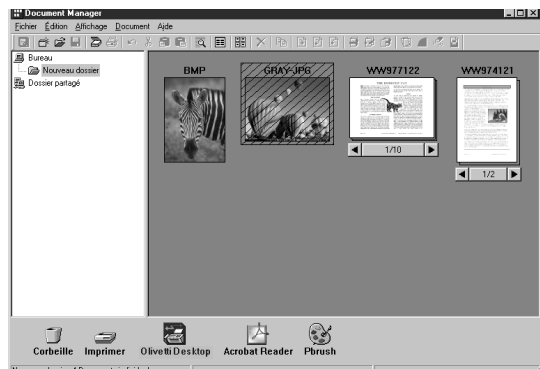 Document Manager
Fichier Édition Affichage Document Aide
Bureau
Nouveau dossier
Dossier partagé
BMP
GRAY-JPG
WW977122
WW974121
1/10
1/2
Corbeille
Imprimer
Olivetti Desktop
Acrobat Reader
Pbrush